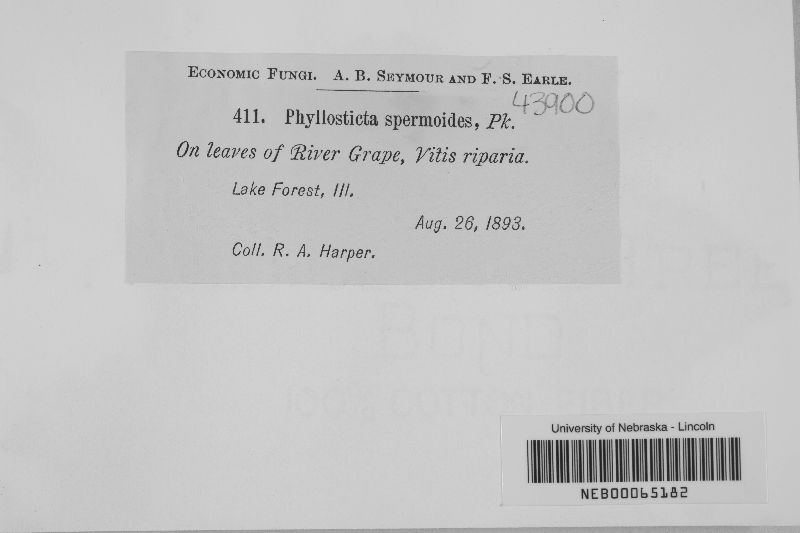 Economic Fungi. A. B. Seymour and F. S. Earle.
43900
411. Phyllosticta spermoides, Pk.
On leaves of River Grape, Vitis riparia.
Lake Forest, Ill.
Aug. 26, 1893.
Coll. R. A. Harper.
University of Nebraska - Lincoln
NEB00065182